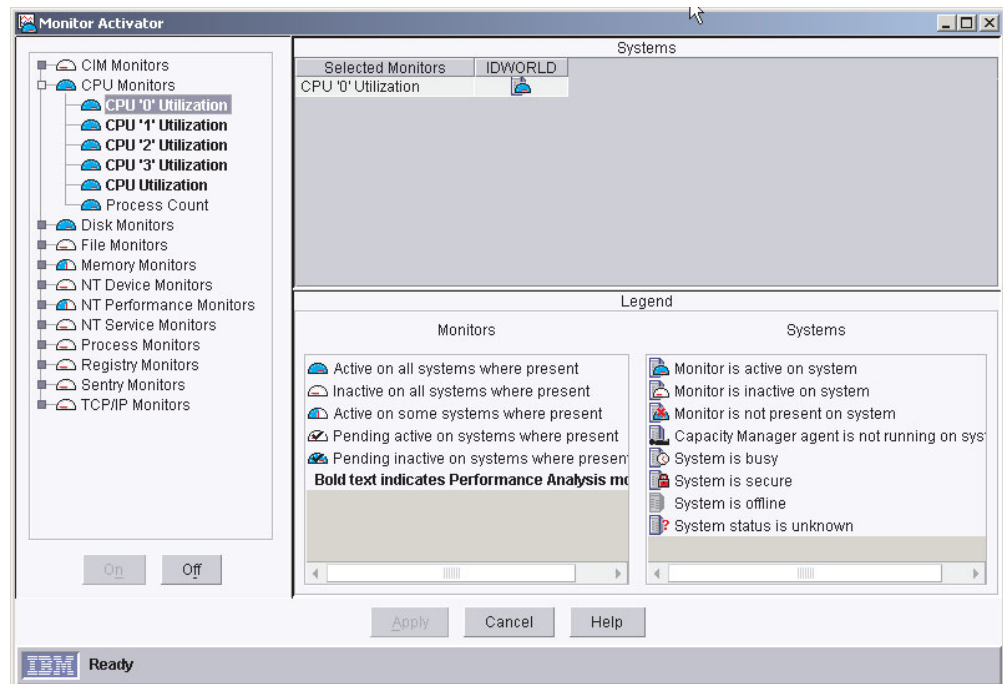 Monitor Activator
CIM Monitors
CPU Monitors
CPU '0' Utilization
CPU '1' Utilization
CPU '2' Utilization
CPU '3' Utilization
CPU Utilization
Process Count
Disk Monitors
File Monitors
Memory Monitors
NT Device Monitors
NT Performance Monitors
NT Service Monitors
Process Monitors
Registry Monitors
Sentry Monitors
TCP/IP Monitors
On
Off
Systems
Selected Monitors IDWORLD
CPU '0' Utilization
Legend
Monitors
Active on all systems where present
Inactive on all systems where present
Active on some systems where present
Pending active on systems where present
Pending inactive on systems where presen
Bold text indicates Performance Analysis mo
Systems
Monitor is active on system
Monitor is inactive on system
Monitor is not present on system
Capacity Manager agent is not running on sys
System is busy
System is secure
System is offline
System status is unknown
Apply
Cancel
Help
IBM
Ready